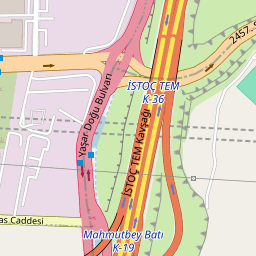 2457. S
Yaşar Doğu Bulvarı
İSTOÇ TEM
K-36
İSTOÇ TEM Kavşağı
as Caddesi
Mahmutbey Batı
K-19